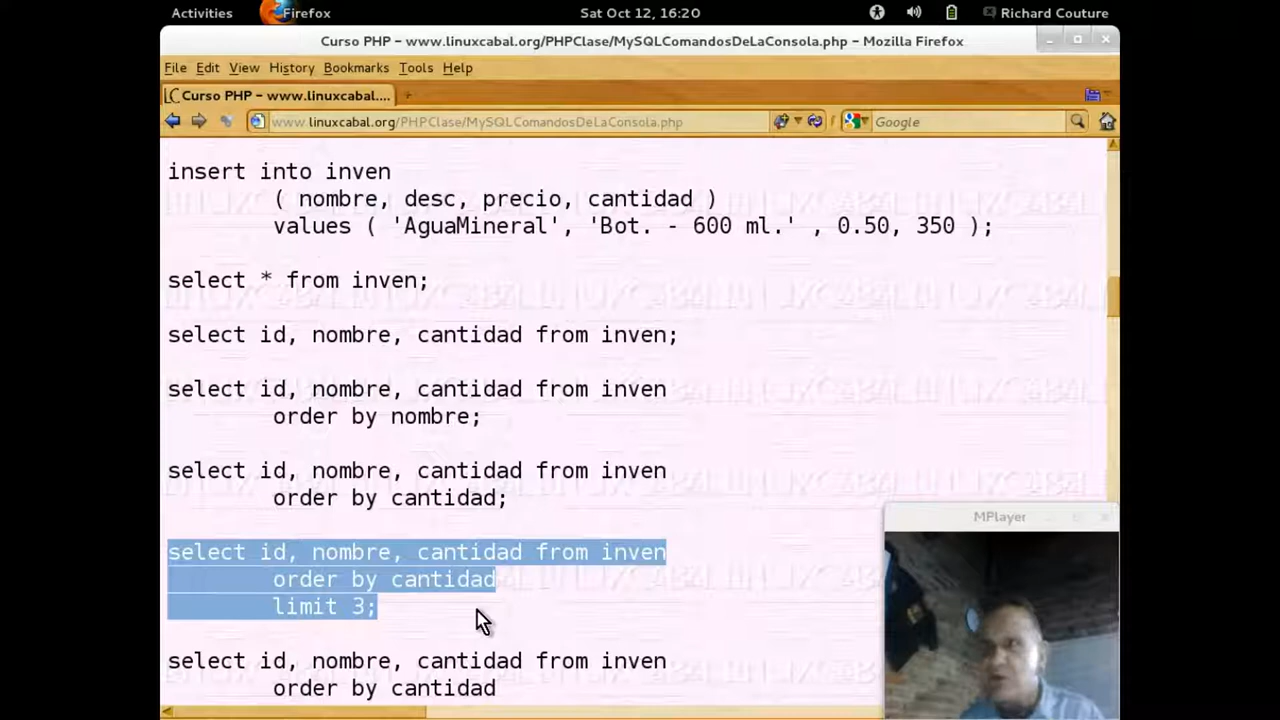 Activities Firefox Sat Oct 12, 16:20 Richard Couture
Curso PHP – www.linuxcabal.org/PHPClase/MySQLComandosDeLaConsola.php – Mozilla Firefox
File Edit View History Bookmarks Tools Help
Curso PHP – www.linuxcabal....
www.linuxcabal.org/PHPClase/MySQLComandosDeLaConsola.php Google
insert into inven
( nombre, desc, precio, cantidad )
values ( 'AguaMineral', 'Bot. - 600 ml.' , 0.50, 350 );
select * from inven;
select id, nombre, cantidad from inven;
select id, nombre, cantidad from inven
order by nombre;
select id, nombre, cantidad from inven
order by cantidad;
select id, nombre, cantidad from inven
order by cantidad
limit 3;
select id, nombre, cantidad from inven
order by cantidad
MPlayer